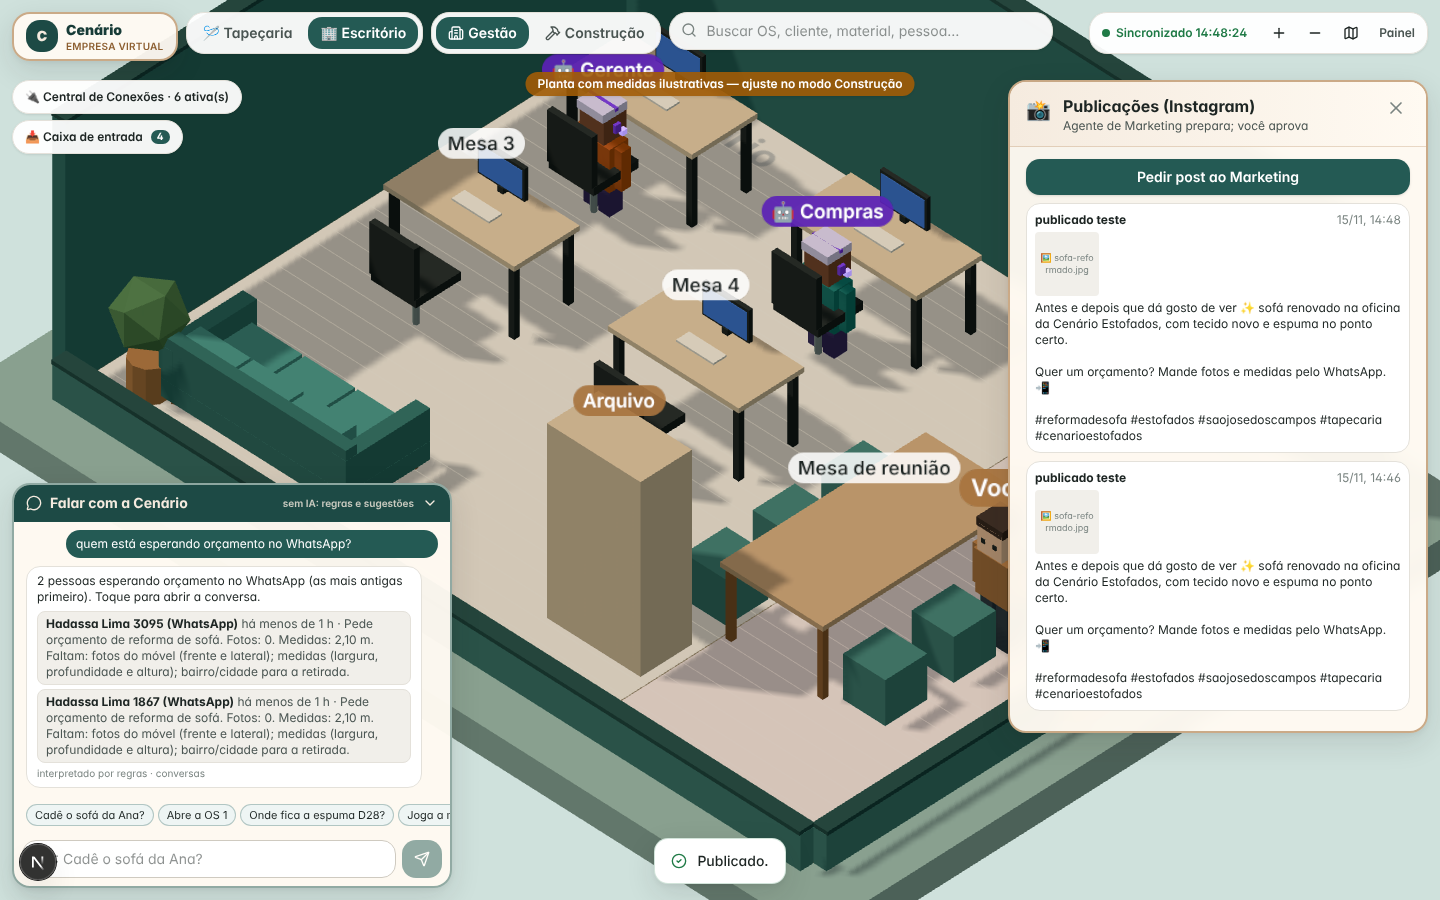 C
Cenário
EMPRESA VIRTUAL
Tapeçaria
Escritório
Gestão
Construção
Buscar OS, cliente, material, pessoa...
Sincronizado 14:48:24
Painel
Central de Conexões · 6 ativa(s)
Caixa de entrada 4
Gerente
Planta com medidas ilustrativas — ajuste no modo Construção
Mesa 3
Compras
Mesa 4
Arquivo
Mesa de reunião
Voc
Publicações (Instagram)
Agente de Marketing prepara; você aprova
Pedir post ao Marketing
publicado teste 15/11, 14:48
sofa-refo
rmado.jpg
Antes e depois que dá gosto de ver ✨ sofá renovado na oficina
da Cenário Estofados, com tecido novo e espuma no ponto
certo.
Quer um orçamento? Mande fotos e medidas pelo WhatsApp.
📲
#reformadesofa #estofados #saojosedoscampos #tapecaria
#cenarioestofados
publicado teste 15/11, 14:46
sofa-refo
rmado.jpg
Antes e depois que dá gosto de ver ✨ sofá renovado na oficina
da Cenário Estofados, com tecido novo e espuma no ponto
certo.
Quer um orçamento? Mande fotos e medidas pelo WhatsApp.
📲
#reformadesofa #estofados #saojosedoscampos #tapecaria
#cenarioestofados
Falar com a Cenário
sem IA: regras e sugestões
quem está esperando orçamento no WhatsApp?
2 pessoas esperando orçamento no WhatsApp (as mais antigas
primeiro). Toque para abrir a conversa.
Hadassa Lima 3095 (WhatsApp) há menos de 1 h · Pede
orçamento de reforma de sofá. Fotos: 0. Medidas: 2,10 m.
Faltam: fotos do móvel (frente e lateral); medidas (largura,
profundidade e altura); bairro/cidade para a retirada.
Hadassa Lima 1867 (WhatsApp) há menos de 1 h · Pede
orçamento de reforma de sofá. Fotos: 0. Medidas: 2,10 m.
Faltam: fotos do móvel (frente e lateral); medidas (largura,
profundidade e altura); bairro/cidade para a retirada.
interpretado por regras · conversas
Cadê o sofá da Ana?
Abre a OS 1
Onde fica a espuma D28?
Joga a
N
Cadê o sofá da Ana?
Publicado.